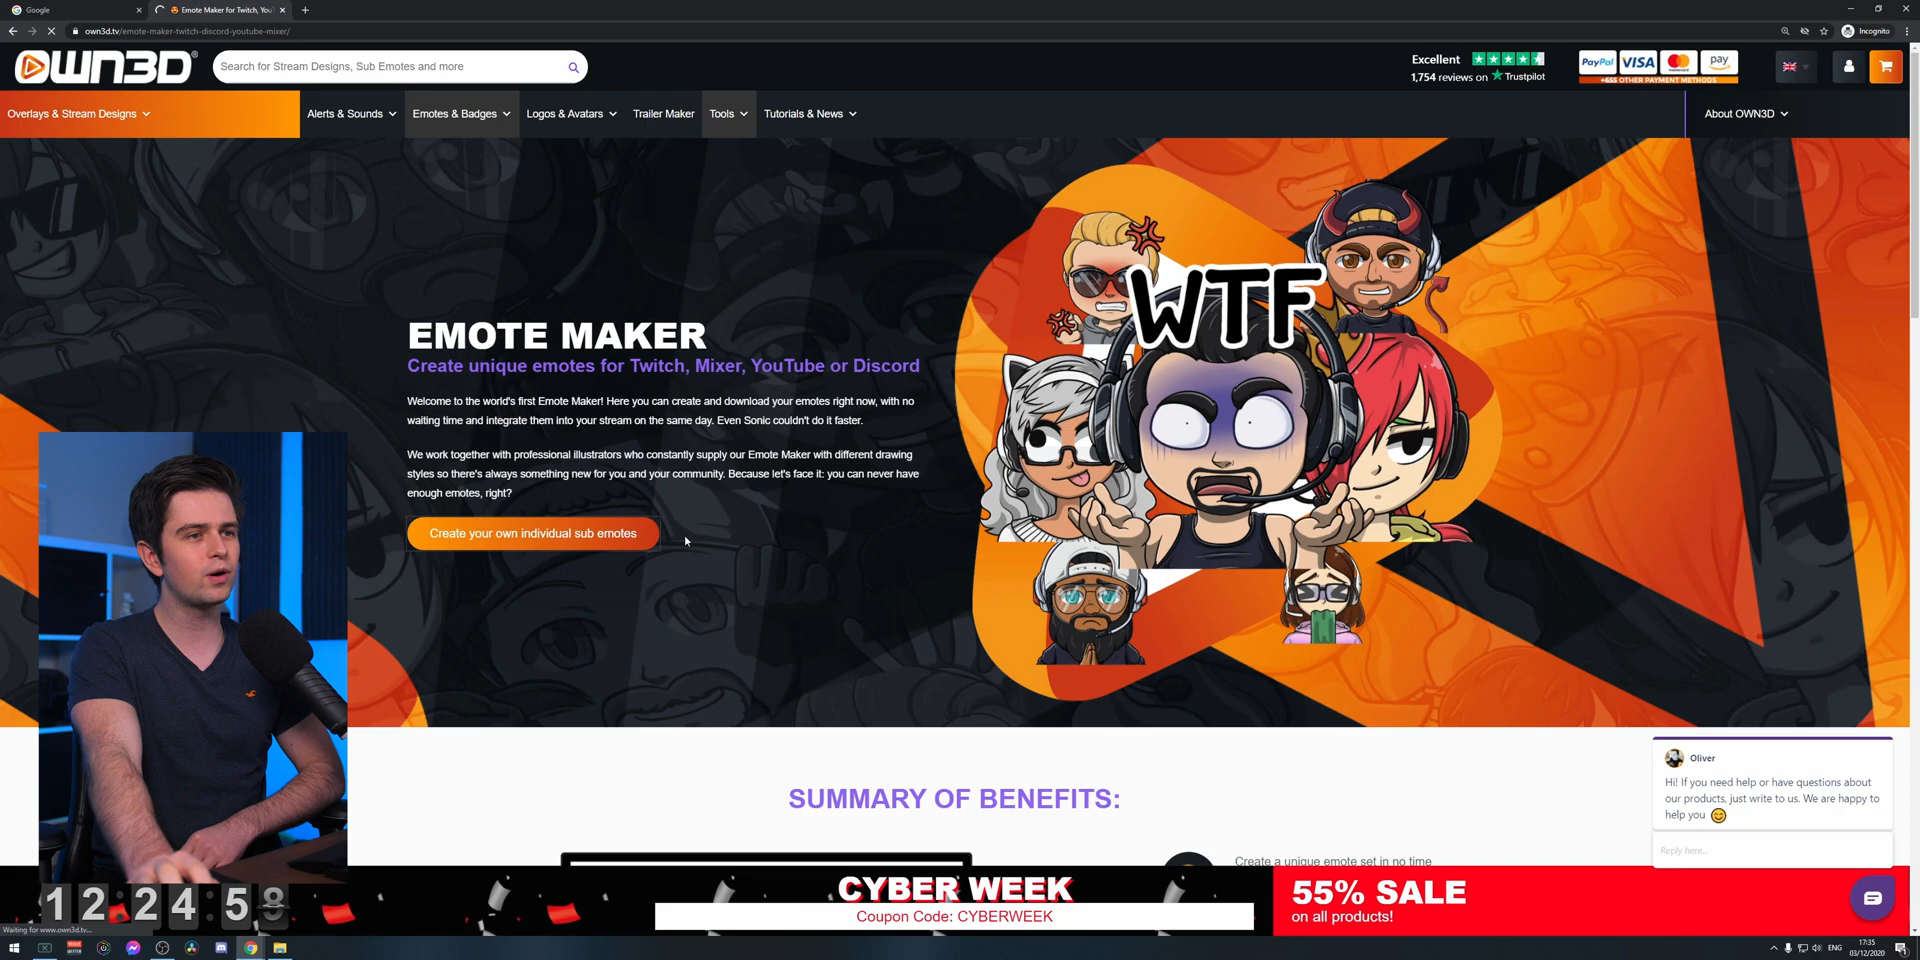 Google
Emote Maker for Twitch, You
own3d.tv/emote-maker-twitch-discord-youtube-mixer/
Incognito
OWN3D
Search for Stream Designs, Sub Emotes and more
Excellent
1,754 reviews on Trustpilot
PayPal VISA mastercard pay
+655 OTHER PAYMENT METHODS
Overlays & Stream Designs
Alerts & Sounds
Emotes & Badges
Logos & Avatars
Trailer Maker
Tools
Tutorials & News
About OWN3D
WTF
EMOTE MAKER
Create unique emotes for Twitch, Mixer, YouTube or Discord
Welcome to the world's first Emote Maker! Here you can create and download your emotes right now, with no
waiting time and integrate them into your stream on the same day. Even Sonic couldn't do it faster.
We work together with professional illustrators who constantly supply our Emote Maker with different drawing
styles so there's always something new for you and your community. Because let's face it: you can never have
enough emotes, right?
Create your own individual sub emotes
SUMMARY OF BENEFITS:
Create a unique emote set in no time
Oliver
Hi! If you need help or have questions about
our products, just write to us. We are happy to
help you
Reply here...
CYBER WEEK
Coupon Code: CYBERWEEK
55% SALE
on all products!
12:24:58
Waiting for www.own3d.tv...
ENG
17:35
03/12/2020